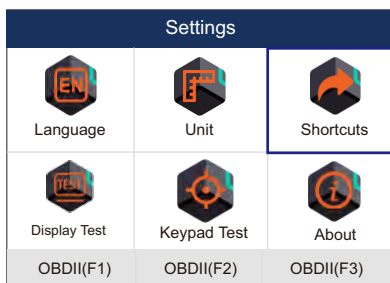 Settings
EN
Language
Unit
Shortcuts
TEST
i
Display Test
Keypad Test
About
OBDII(F1)
OBDII(F2)
OBDII(F3)